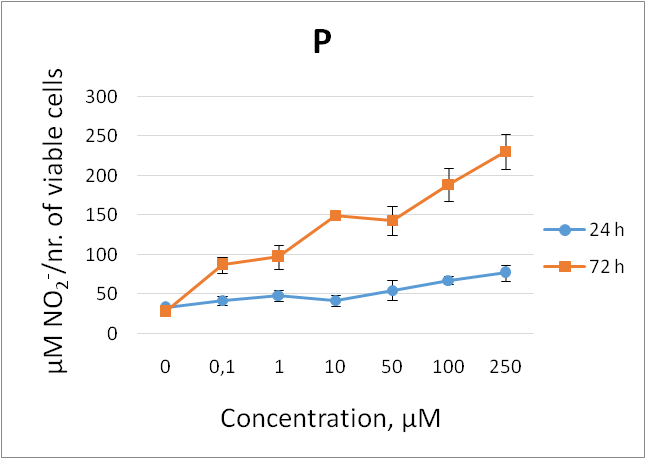 P
µM NO₂⁻/nr. of viable cells
300
250
200
150
100
50
0
0 0,1 1 10 50 100 250
Concentration, µM
24 h
72 h